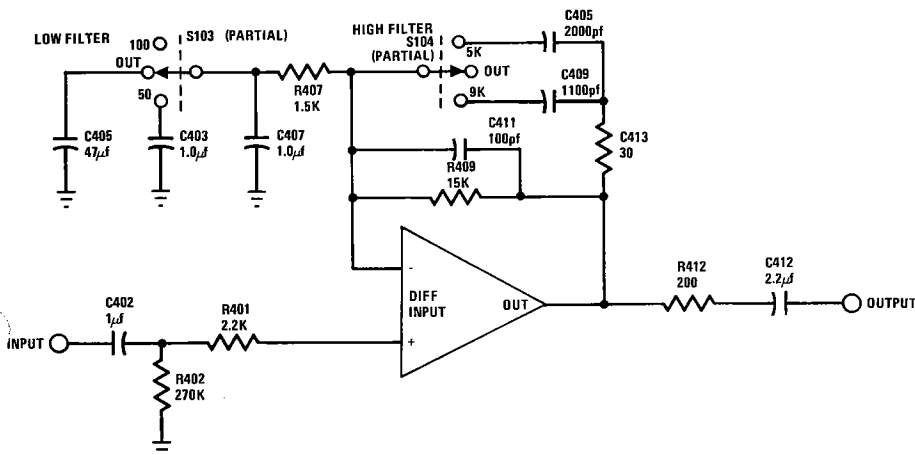 LOW FILTER
100
S103 (PARTIAL)
OUT
50
C405
47μf
C403
1.0μf
C407
1.0μf
R407
1.5K
HIGH FILTER
S104
(PARTIAL)
5K
OUT
9K
C405
2000pf
C409
1100pf
C411
100pf
R409
15K
C413
30
-
DIFF
INPUT
OUT
+
INPUT
C402
1μf
R401
2.2K
R402
270K
R412
200
C412
2.2μf
OUTPUT